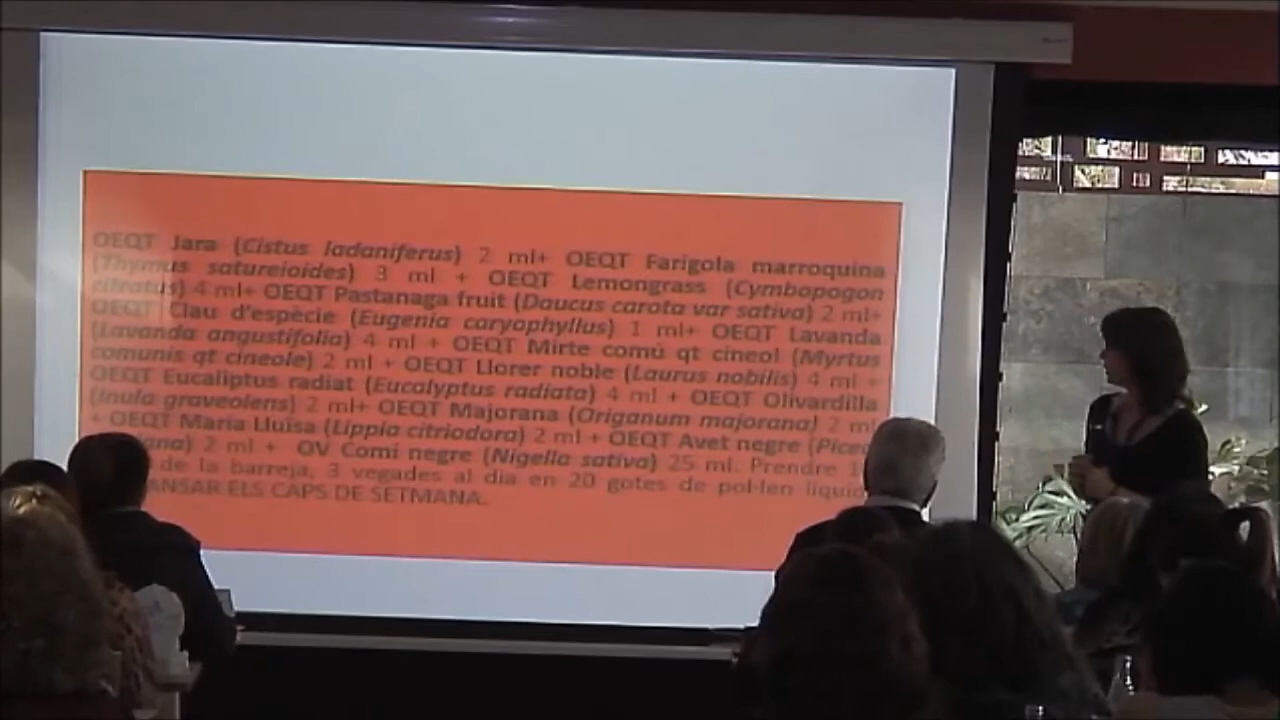 OEQT Jara (Cistus ladaniferus) 2 ml+ OEQT Farigola marroquina
(Thymus satureioides) 3 ml + OEQT Lemongrass (Cymbopogon
citratus) 4 ml+ OEQT Pastanaga fruit (Daucus carota var sativa) 2 ml+
OEQT Clau d'espècie (Eugenia caryophyllus) 1 ml+ OEQT Lavanda
(Lavanda angustifolia) 4 ml + OEQT Mirte comú qt cineol (Myrtus
comunis qt cineole) 2 ml + OEQT Llorer noble (Laurus nobilis) 4 ml +
OEQT Eucaliptus radiat (Eucalyptus radiata) 4 ml + OEQT Olivardilla
(Inula graveolens) 2 ml+ OEQT Majorana (Origanum majorana) 2 ml
+ OEQT Maria Lluïsa (Lippia citriodora) 2 ml + OEQT Avet negre
2 ml + OV Comí negre (Nigella sativa) 25 ml. Prendre
de la barreja, 3 vegades al dia en 20 gotes de pol·len líquid
ELS CAPS DE SETMANA.